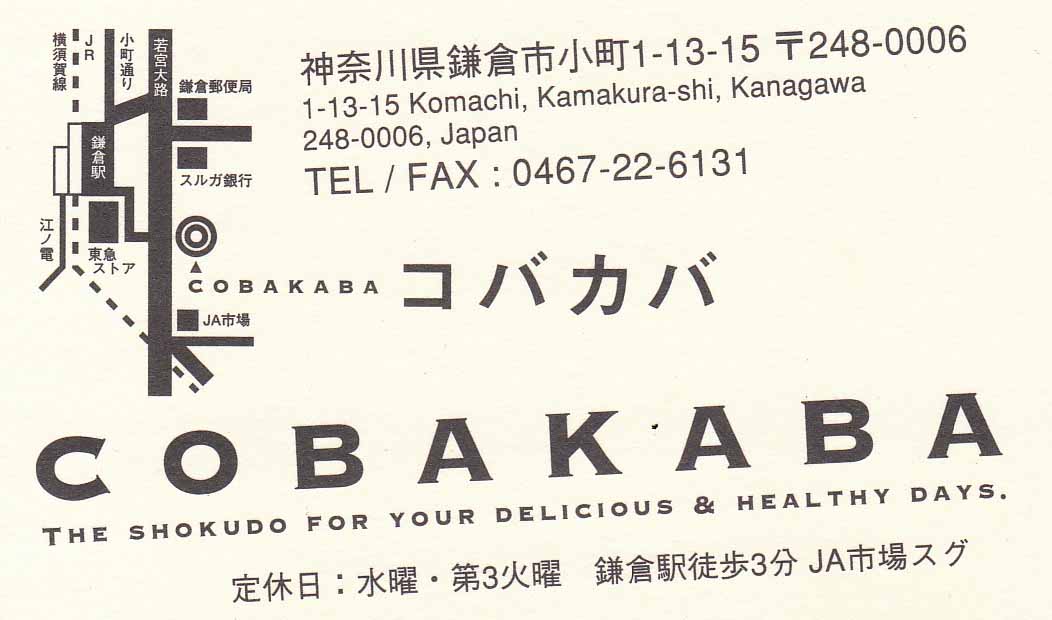 神奈川県鎌倉市小町1-13-15 〒248-0006
1-13-15 Komachi, Kamakura-shi, Kanagawa
248-0006, Japan
TEL / FAX : 0467-22-6131
横須賀線
JR
小町通り
若宮大路
鎌倉郵便局
鎌倉駅
スルガ銀行
江ノ電
東急
ストア
COBAKABA コバカバ
JA市場
COBAKABA
THE SHOKUDO FOR YOUR DELICIOUS & HEALTHY DAYS.
定休日：水曜・第3火曜　鎌倉駅徒歩3分 JA市場スグ